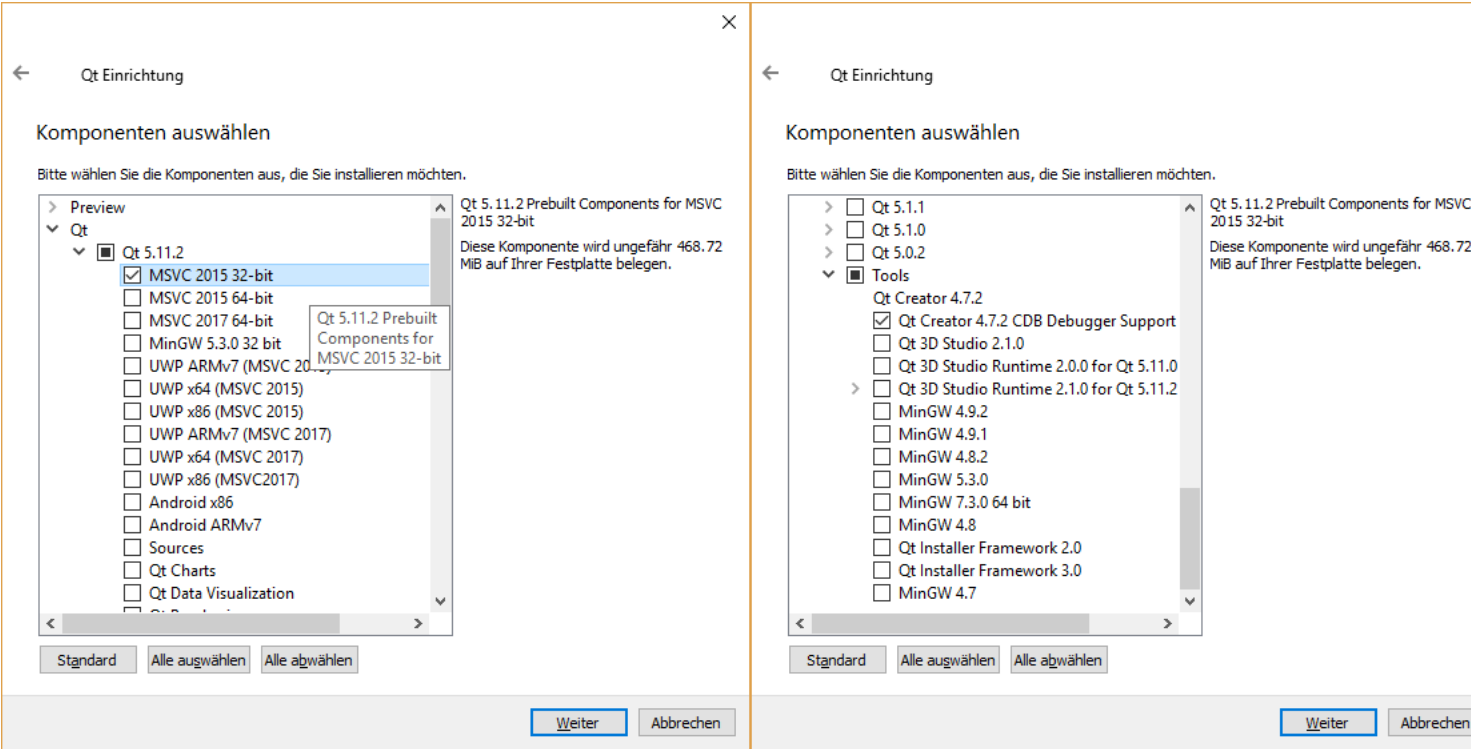 Qt Einrichtung
Komponenten auswählen
Bitte wählen Sie die Komponenten aus, die Sie installieren möchten.
Preview
Qt
Qt 5.11.2
MSVC 2015 32-bit
MSVC 2015 64-bit
MSVC 2017 64-bit
MinGW 5.3.0 32 bit
UWP ARMv7 (MSVC
UWP x64 (MSVC 2015)
UWP x86 (MSVC 2015)
UWP ARMv7 (MSVC 2017)
UWP x64 (MSVC 2017)
UWP x86 (MSVC2017)
Android x86
Android ARMv7
Sources
Qt Charts
Qt Data Visualization
Qt 5.11.2 Prebuilt
Components for
MSVC 2015 32-bit
Qt 5.11.2 Prebuilt Components for MSVC
2015 32-bit
Diese Komponente wird ungefähr 468.72
MiB auf Ihrer Festplatte belegen.
Standard Alle auswählen Alle abwählen
Weiter Abbrechen
Qt Einrichtung
Komponenten auswählen
Bitte wählen Sie die Komponenten aus, die Sie installieren möchten.
Qt 5.1.1
Qt 5.1.0
Qt 5.0.2
Tools
Qt Creator 4.7.2
Qt Creator 4.7.2 CDB Debugger Support
Qt 3D Studio 2.1.0
Qt 3D Studio Runtime 2.0.0 for Qt 5.11.0
Qt 3D Studio Runtime 2.1.0 for Qt 5.11.2
MinGW 4.9.2
MinGW 4.9.1
MinGW 4.8.2
MinGW 5.3.0
MinGW 7.3.0 64 bit
MinGW 4.8
Qt Installer Framework 2.0
Qt Installer Framework 3.0
MinGW 4.7
Qt 5.11.2 Prebuilt Components for MSVC
2015 32-bit
Diese Komponente wird ungefähr 468.72
MiB auf Ihrer Festplatte belegen.
Standard Alle auswählen Alle abwählen
Weiter Abbrechen